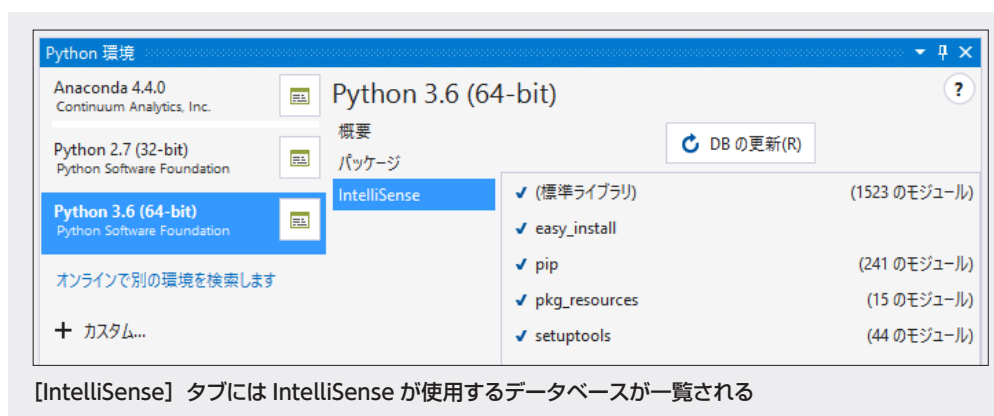 Python 環境
Anaconda 4.4.0
Continuum Analytics, Inc.
Python 2.7 (32-bit)
Python Software Foundation
Python 3.6 (64-bit)
Python Software Foundation
オンラインで別の環境を検索します
+ カスタム...
Python 3.6 (64-bit)
?
概要
パッケージ
IntelliSense
DB の更新(R)
✔ (標準ライブラリ) (1523 のモジュール)
✔ easy_install
✔ pip (241 のモジュール)
✔ pkg_resources (15 のモジュール)
✔ setuptools (44 のモジュール)
[IntelliSense] タブには IntelliSense が使用するデータベースが一覧される